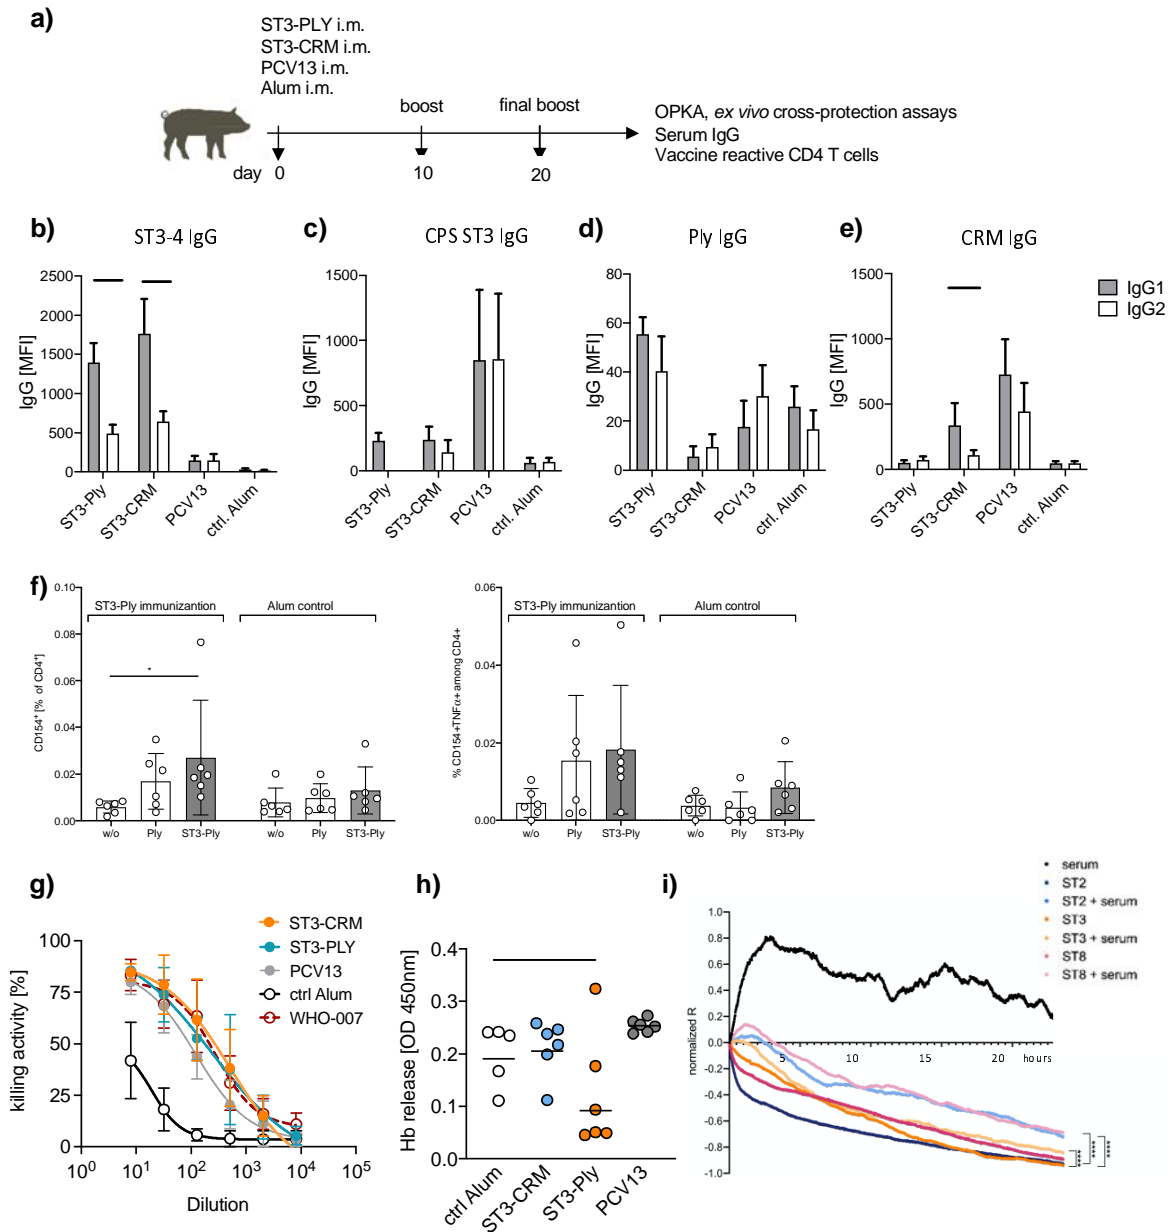 a)
ST3-PLY i.m.
ST3-CRM i.m.
PCV13 i.m.
Alum i.m.
boost
final boost
day
0
10
20
OPKA, ex vivo cross-protection assays
Serum IgG
Vaccine reactive CD4 T cells
b)
ST3-4 IgG
IgG [MFI]
2500
2000
1500
1000
500
0
ST3-Ply
ST3-CRM
PCV13
ctrl. Alum
c)
CPS ST3 IgG
IgG [MFI]
1500
1000
500
0
ST3-Ply
ST3-CRM
PCV13
ctrl. Alum
d)
Ply IgG
IgG [MFI]
80
60
40
20
0
ST3-Ply
ST3-CRM
PCV13
ctrl. Alum
e)
CRM IgG
IgG [MFI]
1500
1000
500
0
ST3-Ply
ST3-CRM
PCV13
ctrl. Alum
IgG1
IgG2
f)
CD154⁺ [% of CD4⁺]
0.10
0.08
0.06
0.04
0.02
0.00
ST3-Ply immunizantion
Alum control
*
w/o
Ply
ST3-Ply
w/o
Ply
ST3-Ply
% CD154+TNFα+ among CD4+
0.06
0.04
0.02
0.00
ST3-Ply immunizantion
Alum control
w/o
Ply
ST3-Ply
w/o
Ply
ST3-Ply
g)
killing activity [%]
100
75
50
25
0
10⁰
10¹
10²
10³
10⁴
10⁵
Dilution
ST3-CRM
ST3-PLY
PCV13
ctrl Alum
WHO-007
h)
Hb release [OD 450nm]
0.4
0.3
0.2
0.1
0.0
ctrl Alum
ST3-CRM
ST3-Ply
PCV13
i)
serum
ST2
ST2 + serum
ST3
ST3 + serum
ST8
ST8 + serum
normalized R
1.0
0.8
0.6
0.4
0.2
0.0
-0.2
-0.4
-0.6
-0.8
-1.0
5
10
15
20
hours
****
****
****